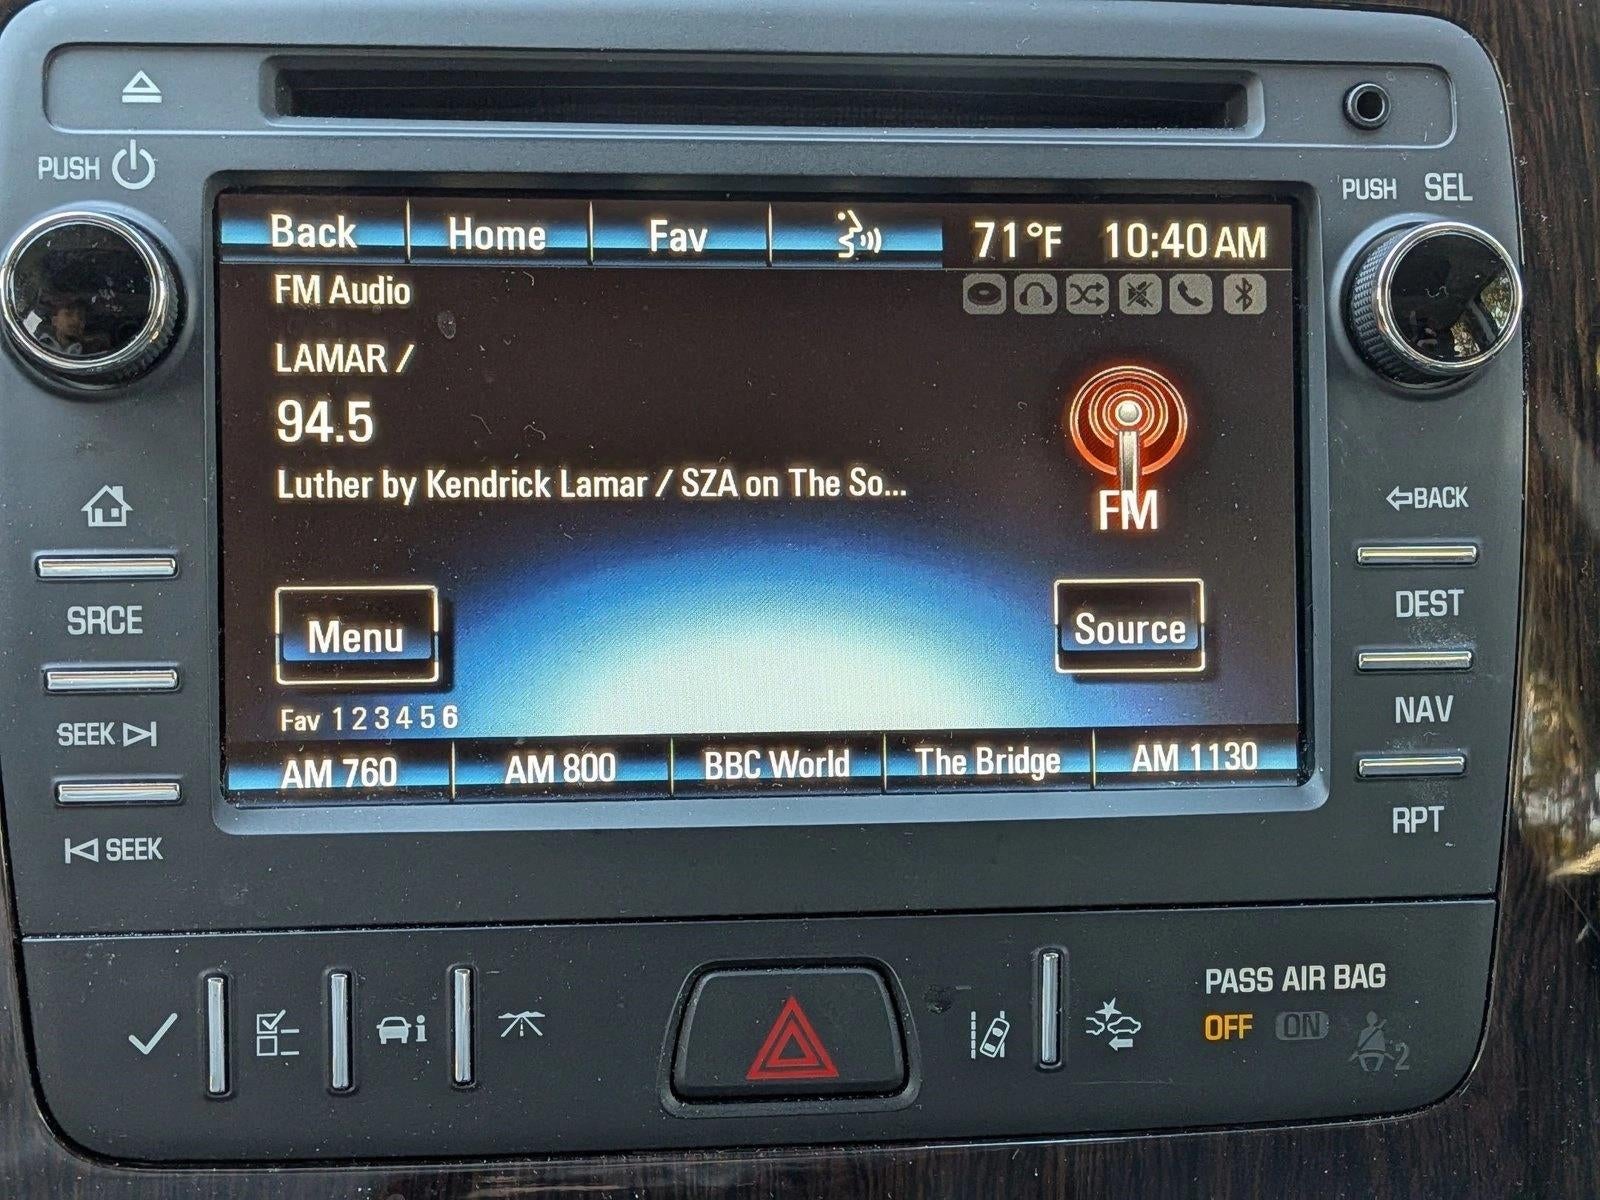 PUSH
PUSH SEL
Back Home Fav 71°F 10:40 AM
FM Audio
LAMAR /
94.5
Luther by Kendrick Lamar / SZA on The So...
FM
BACK
Menu Source
SRCE
DEST
Fav 1 2 3 4 5 6
SEEK
NAV
AM 760 AM 800 BBC World The Bridge AM 1130
SEEK
RPT
PASS AIR BAG
OFF ON
2